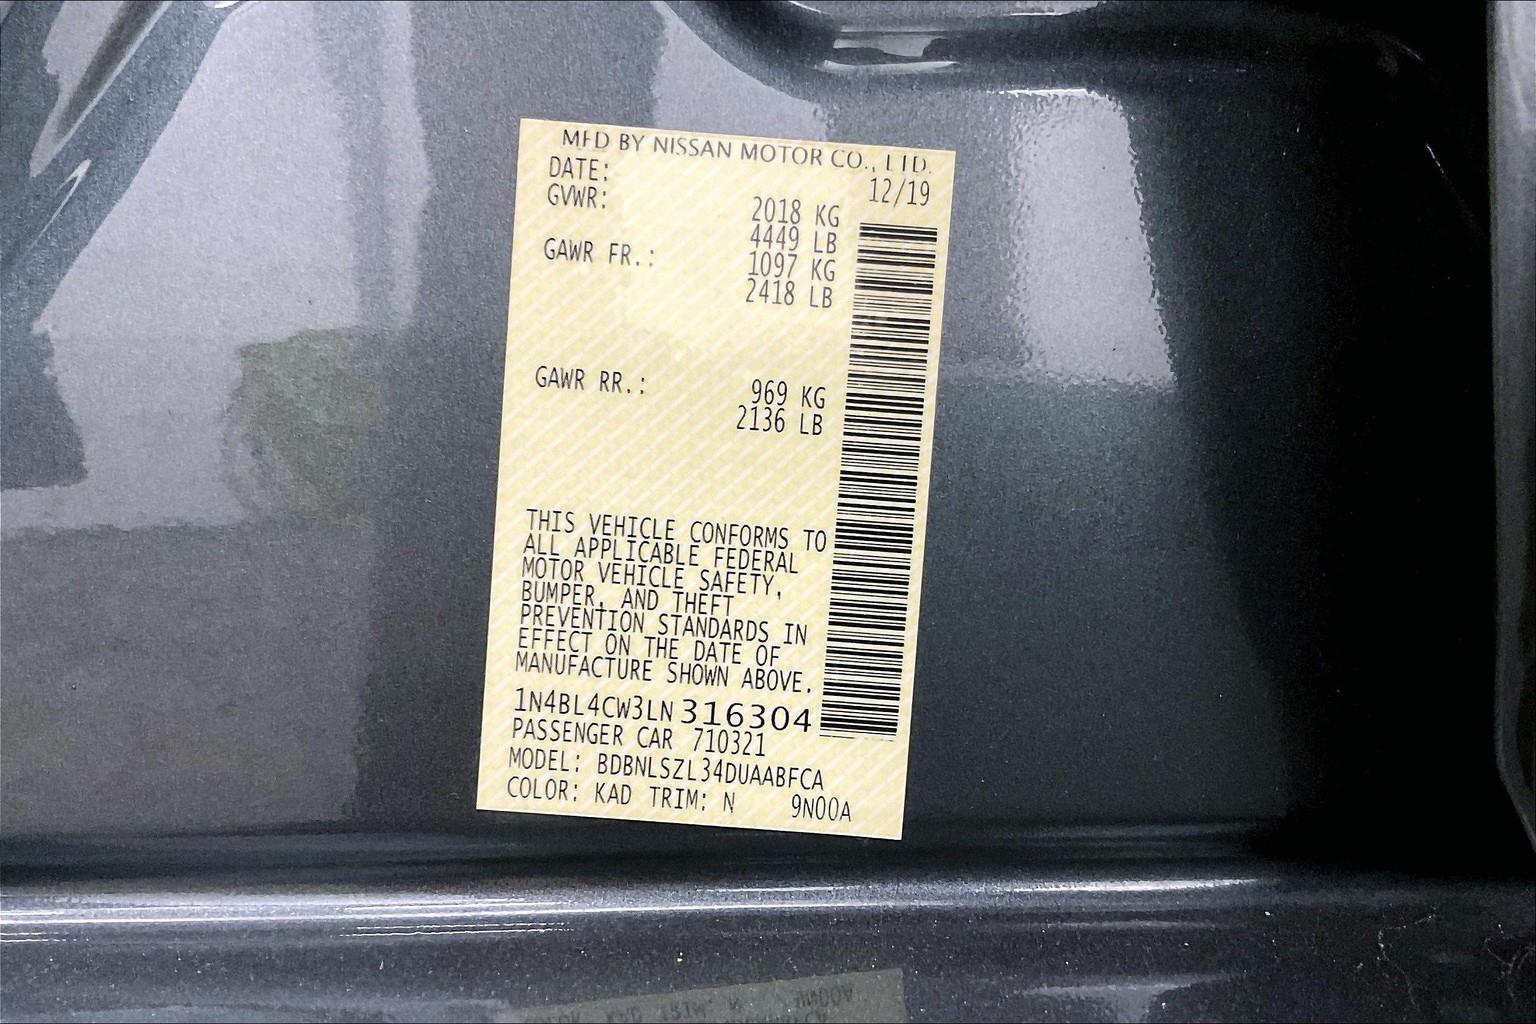 MFD BY NISSAN MOTOR CO., LTD.
DATE: 12/19
GVWR: 2018 KG
4449 LB
GAWR FR.: 1097 KG
2418 LB
GAWR RR.: 969 KG
2136 LB
THIS VEHICLE CONFORMS TO
ALL APPLICABLE FEDERAL
MOTOR VEHICLE SAFETY,
BUMPER, AND THEFT
PREVENTION STANDARDS IN
EFFECT ON THE DATE OF
MANUFACTURE SHOWN ABOVE.
1N4BL4CW3LN316304
PASSENGER CAR 710321
MODEL: BDBNLSZL34DUAABFCA
COLOR: KAD TRIM: N 9N00A